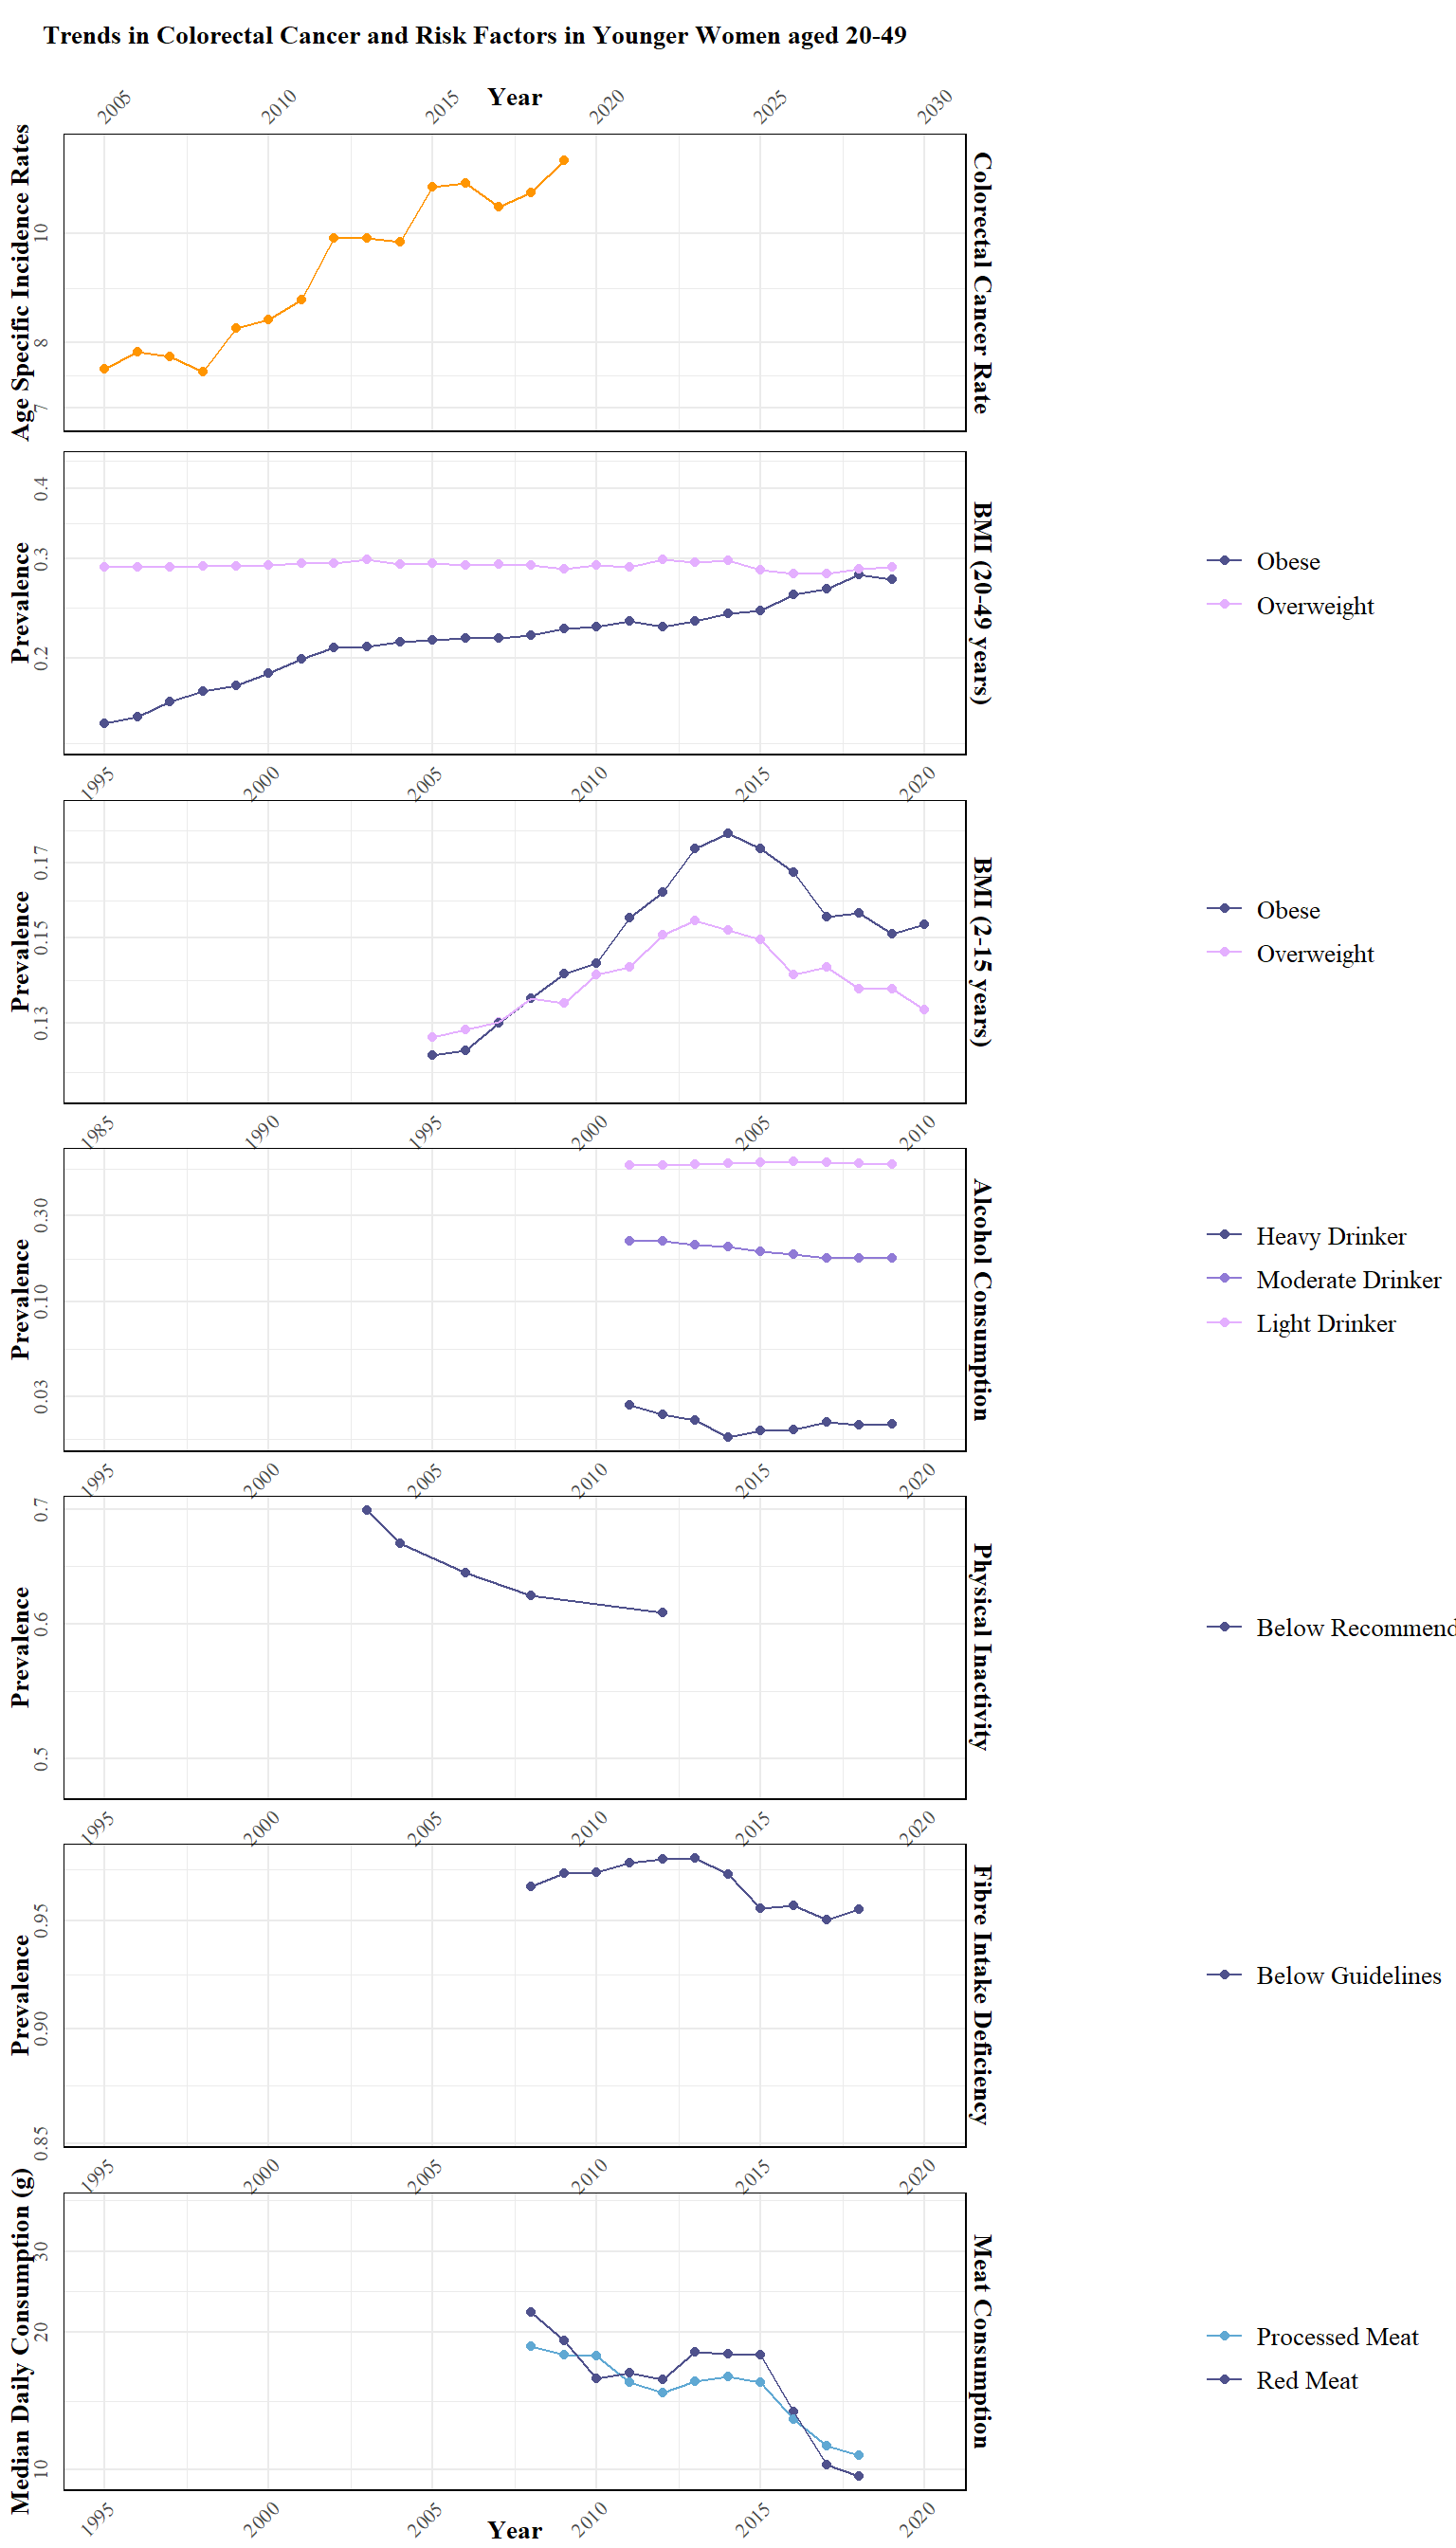 Trends in Colorectal Cancer and Risk Factors in Younger Women aged 20-49
Year
2005 2010 2015 2020 2025 2030
Age Specific Incidence Rates
10
8
7
Colorectal Cancer Rate
Prevalence
0.4
0.3
0.2
BMI (20-49 years)
Obese
Overweight
1995 2000 2005 2010 2015 2020
Prevalence
0.17
0.15
0.13
BMI (2-15 years)
Obese
Overweight
1985 1990 1995 2000 2005 2010
Prevalence
0.30
0.10
0.03
Alcohol Consumption
Heavy Drinker
Moderate Drinker
Light Drinker
1995 2000 2005 2010 2015 2020
Prevalence
0.7
0.6
0.5
Physical Inactivity
Below Recommend
1995 2000 2005 2010 2015 2020
Prevalence
0.95
0.90
0.85
Fibre Intake Deficiency
Below Guidelines
1995 2000 2005 2010 2015 2020
Median Daily Consumption (g)
30
20
10
Meat Consumption
Processed Meat
Red Meat
1995 2000 2005 2010 2015 2020
Year